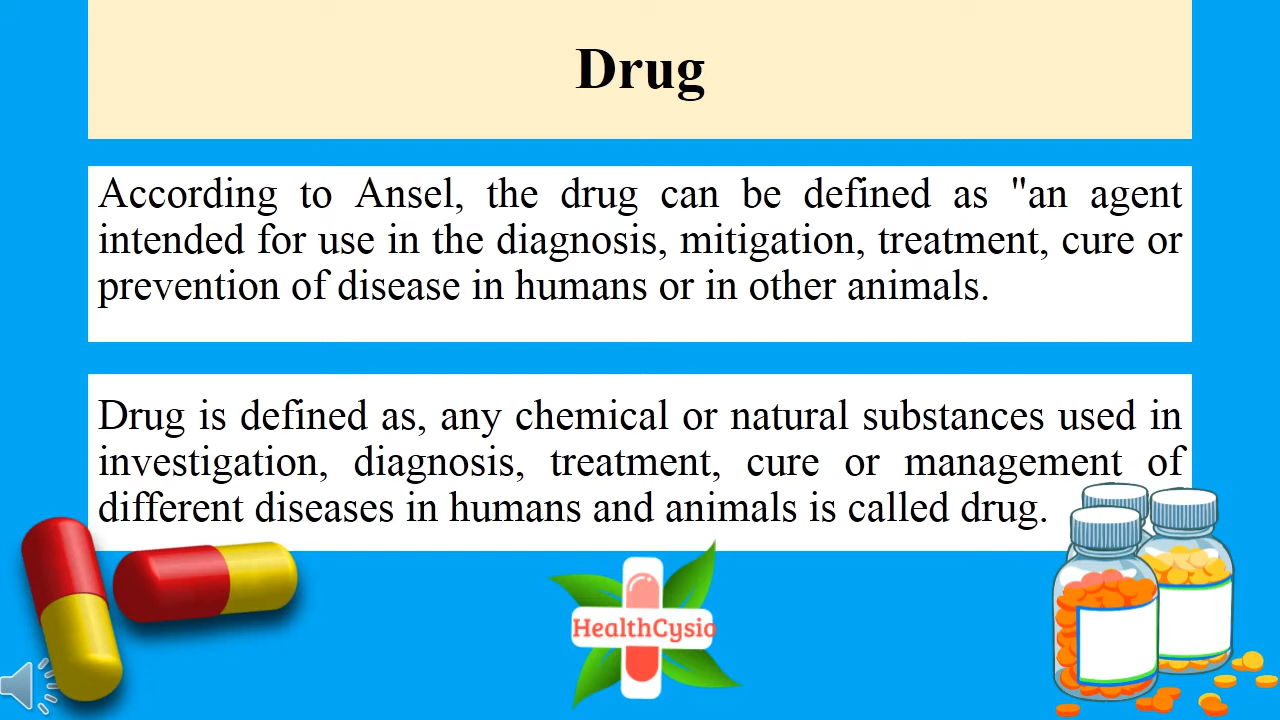 Drug
According to Ansel, the drug can be defined as "an agent
intended for use in the diagnosis, mitigation, treatment, cure or
prevention of disease in humans or in other animals.
Drug is defined as, any chemical or natural substances used in
investigation, diagnosis, treatment, cure or management of
different diseases in humans and animals is called drug.
HealthCysio